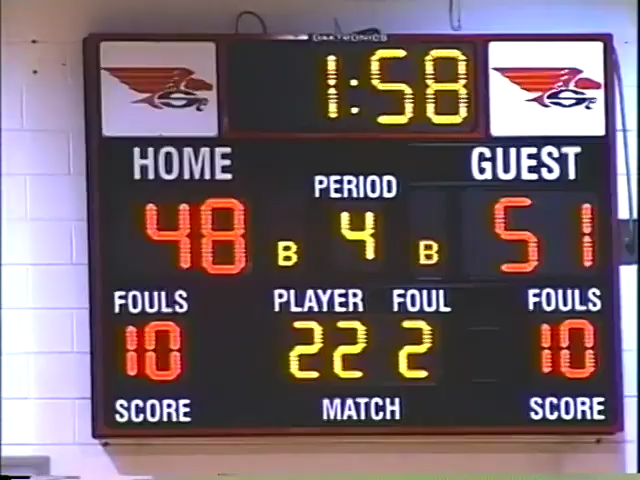 DAKTRONICS
1:58
HOME
GUEST
PERIOD
48 B 4 B 51
FOULS PLAYER FOUL FOULS
10 22 2 10
SCORE MATCH SCORE